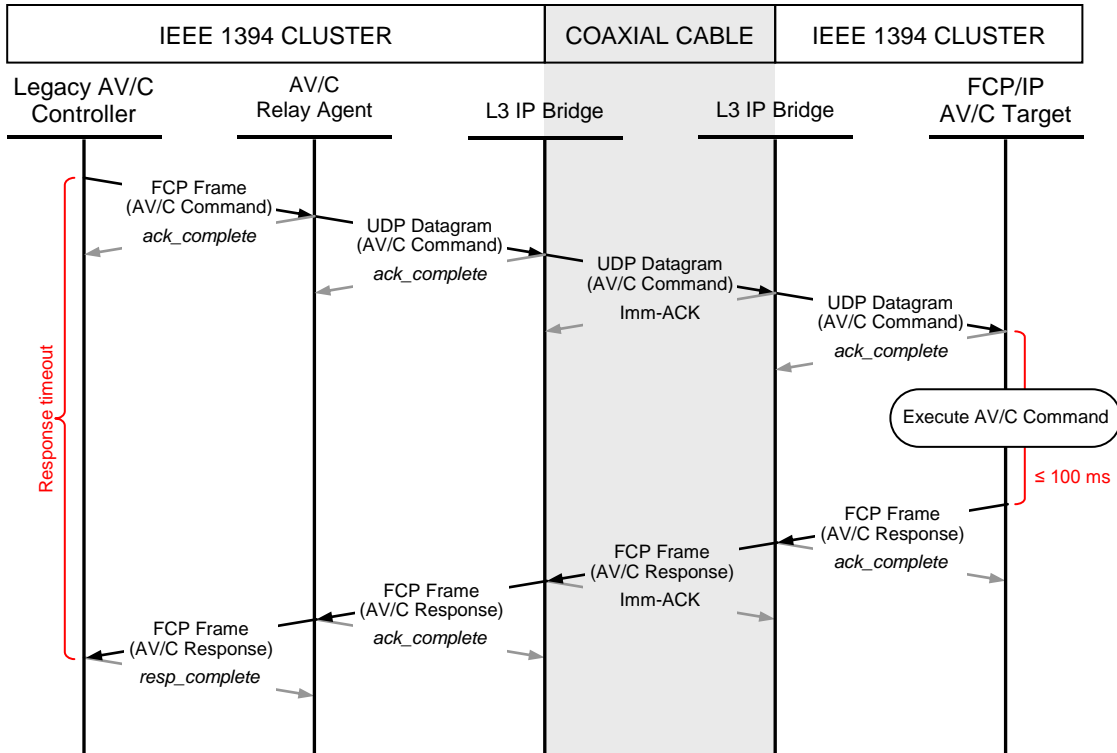 IEEE 1394 CLUSTER
COAXIAL CABLE
IEEE 1394 CLUSTER
Legacy AV/C
Controller
AV/C
Relay Agent
L3 IP Bridge
L3 IP Bridge
FCP/IP
AV/C Target
FCP Frame
(AV/C Command)
ack_complete
UDP Datagram
(AV/C Command)
ack_complete
UDP Datagram
(AV/C Command)
Imm-ACK
UDP Datagram
(AV/C Command)
ack_complete
Response timeout
Execute AV/C Command
≤ 100 ms
FCP Frame
(AV/C Response)
ack_complete
FCP Frame
(AV/C Response)
Imm-ACK
FCP Frame
(AV/C Response)
ack_complete
FCP Frame
(AV/C Response)
resp_complete